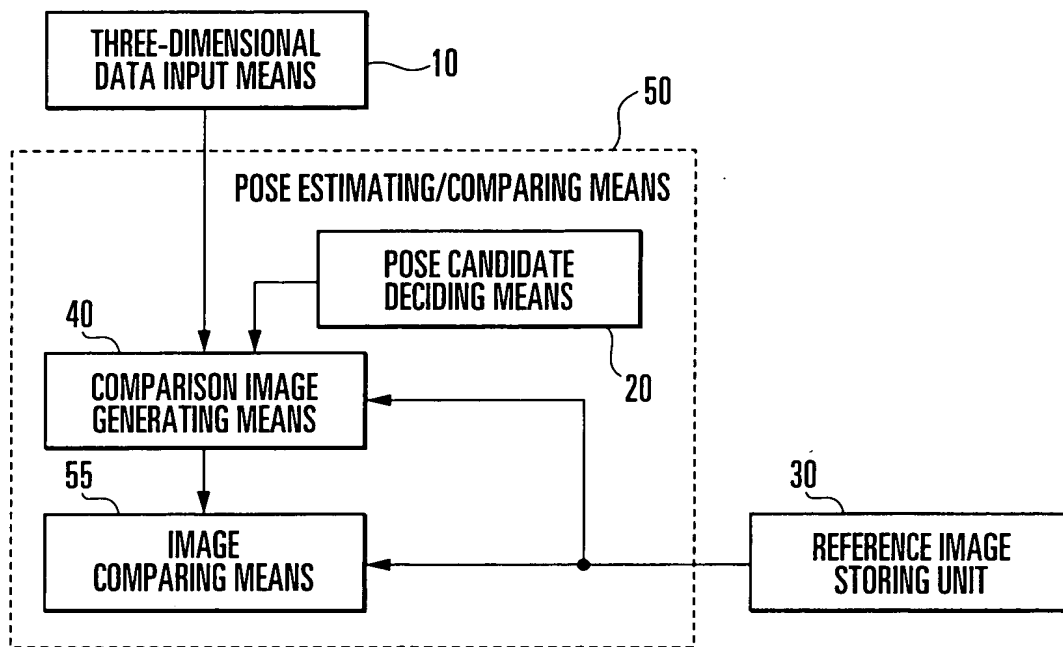 THREE-DIMENSIONAL
DATA INPUT MEANS
10
50
POSE ESTIMATING/COMPARING MEANS
POSE CANDIDATE
DECIDING MEANS
20
40
COMPARISON IMAGE
GENERATING MEANS
55
IMAGE
COMPARING MEANS
30
REFERENCE IMAGE
STORING UNIT